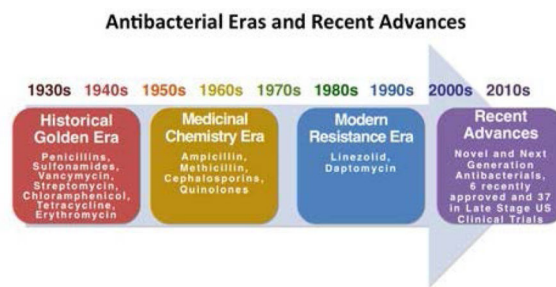 Antibacterial Eras and Recent Advances
1930s 1940s 1950s 1960s 1970s 1980s 1990s 2000s 2010s
Historical
Golden Era
Penicillins,
Sulfonamides,
Vancymycin,
Streptomycin,
Chloramphenicol,
Tetracycline,
Erythromycin
Medicinal
Chemistry Era
Ampicillin,
Methicillin,
Cephalosporins,
Quinolones
Modern
Resistance Era
Linezolid,
Daptomycin
Recent
Advances
Novel and Next
Generation
Antibacterials,
6 recently
approved and 37
in Late Stage US
Clinical Trials